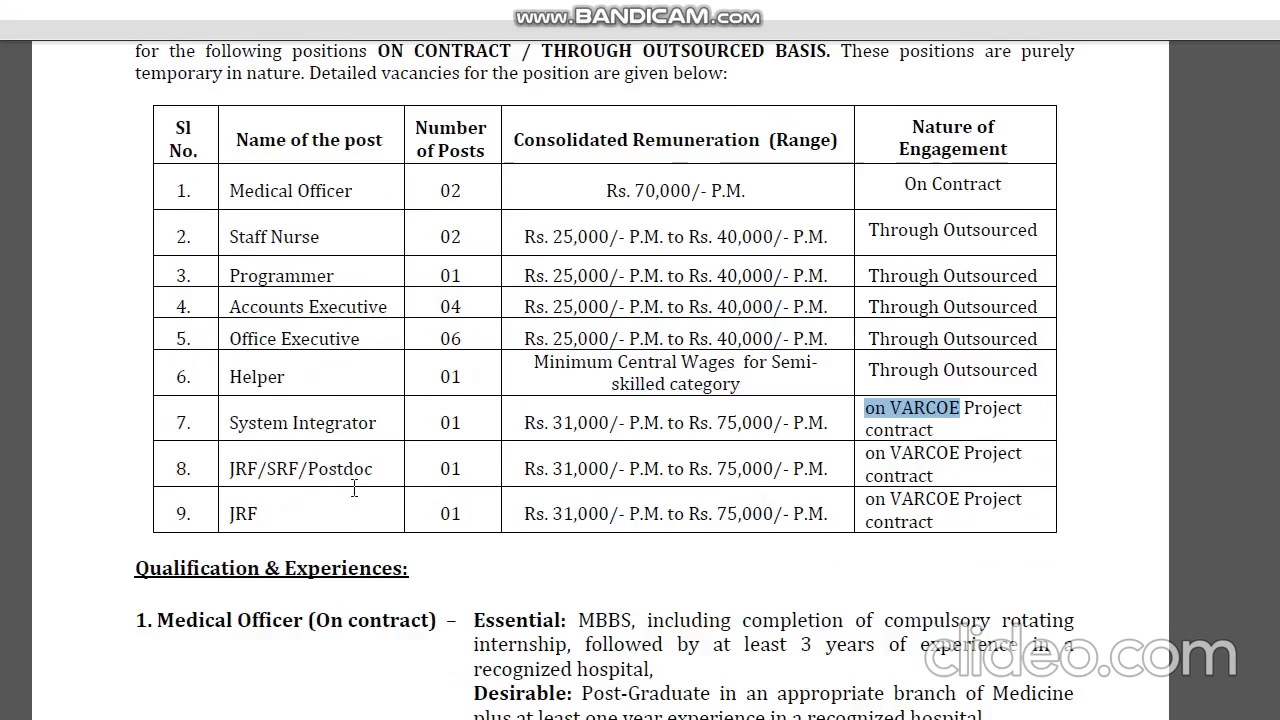 www.BANDICAM.com
for the following positions ON CONTRACT / THROUGH OUTSOURCED BASIS. These positions are purely
temporary in nature. Detailed vacancies for the position are given below:
Sl No. Name of the post Number of Posts Consolidated Remuneration (Range) Nature of Engagement
1. Medical Officer 02 Rs. 70,000/- P.M. On Contract
2. Staff Nurse 02 Rs. 25,000/- P.M. to Rs. 40,000/- P.M. Through Outsourced
3. Programmer 01 Rs. 25,000/- P.M. to Rs. 40,000/- P.M. Through Outsourced
4. Accounts Executive 04 Rs. 25,000/- P.M. to Rs. 40,000/- P.M. Through Outsourced
5. Office Executive 06 Rs. 25,000/- P.M. to Rs. 40,000/- P.M. Through Outsourced
6. Helper 01 Minimum Central Wages for Semi-skilled category Through Outsourced
7. System Integrator 01 Rs. 31,000/- P.M. to Rs. 75,000/- P.M. on VARCOE Project contract
8. JRF/SRF/Postdoc 01 Rs. 31,000/- P.M. to Rs. 75,000/- P.M. on VARCOE Project contract
9. JRF 01 Rs. 31,000/- P.M. to Rs. 75,000/- P.M. on VARCOE Project contract
Qualification & Experiences:
1. Medical Officer (On contract) – Essential: MBBS, including completion of compulsory rotating
internship, followed by at least 3 years of experience in a
recognized hospital,
Desirable: Post-Graduate in an appropriate branch of Medicine
plus at least one year experience in a recognized hospital
clideo.com